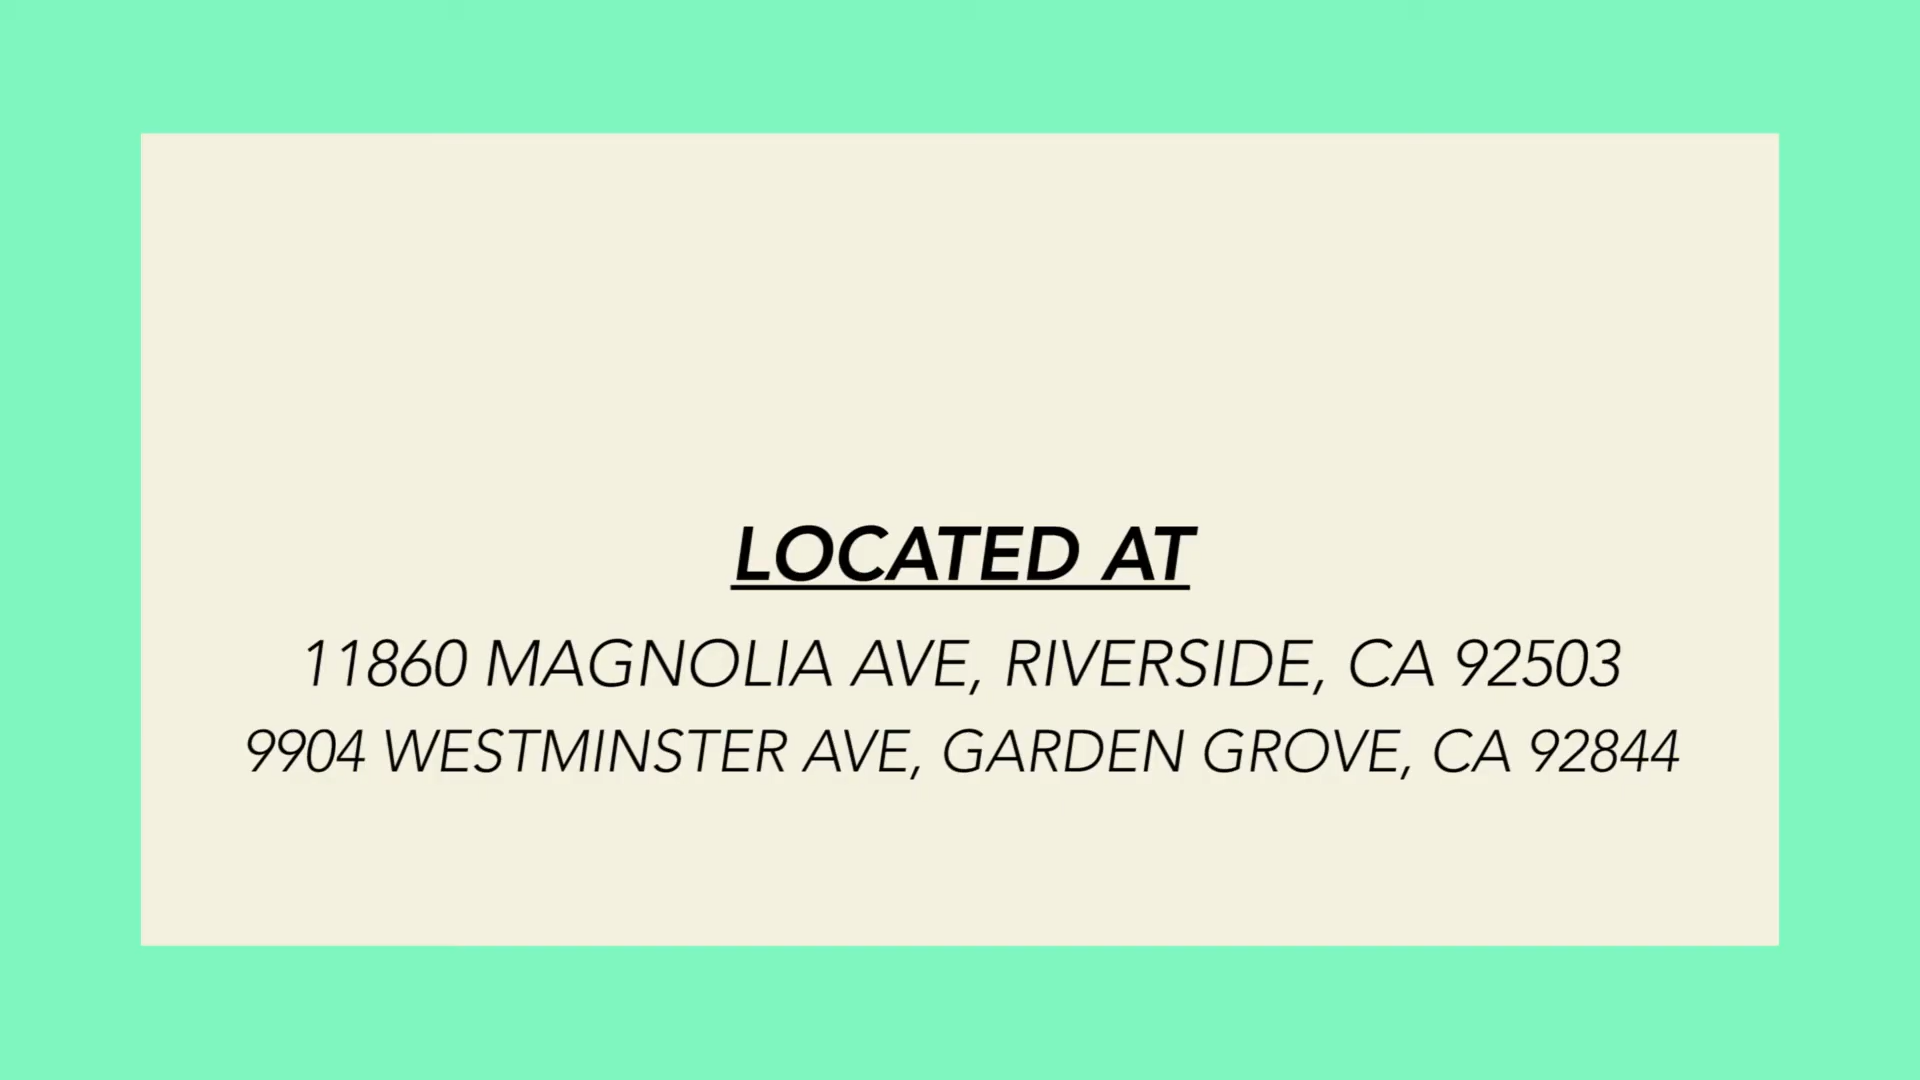 LOCATED AT
11860 MAGNOLIA AVE, RIVERSIDE, CA 92503
9904 WESTMINSTER AVE, GARDEN GROVE, CA 92844